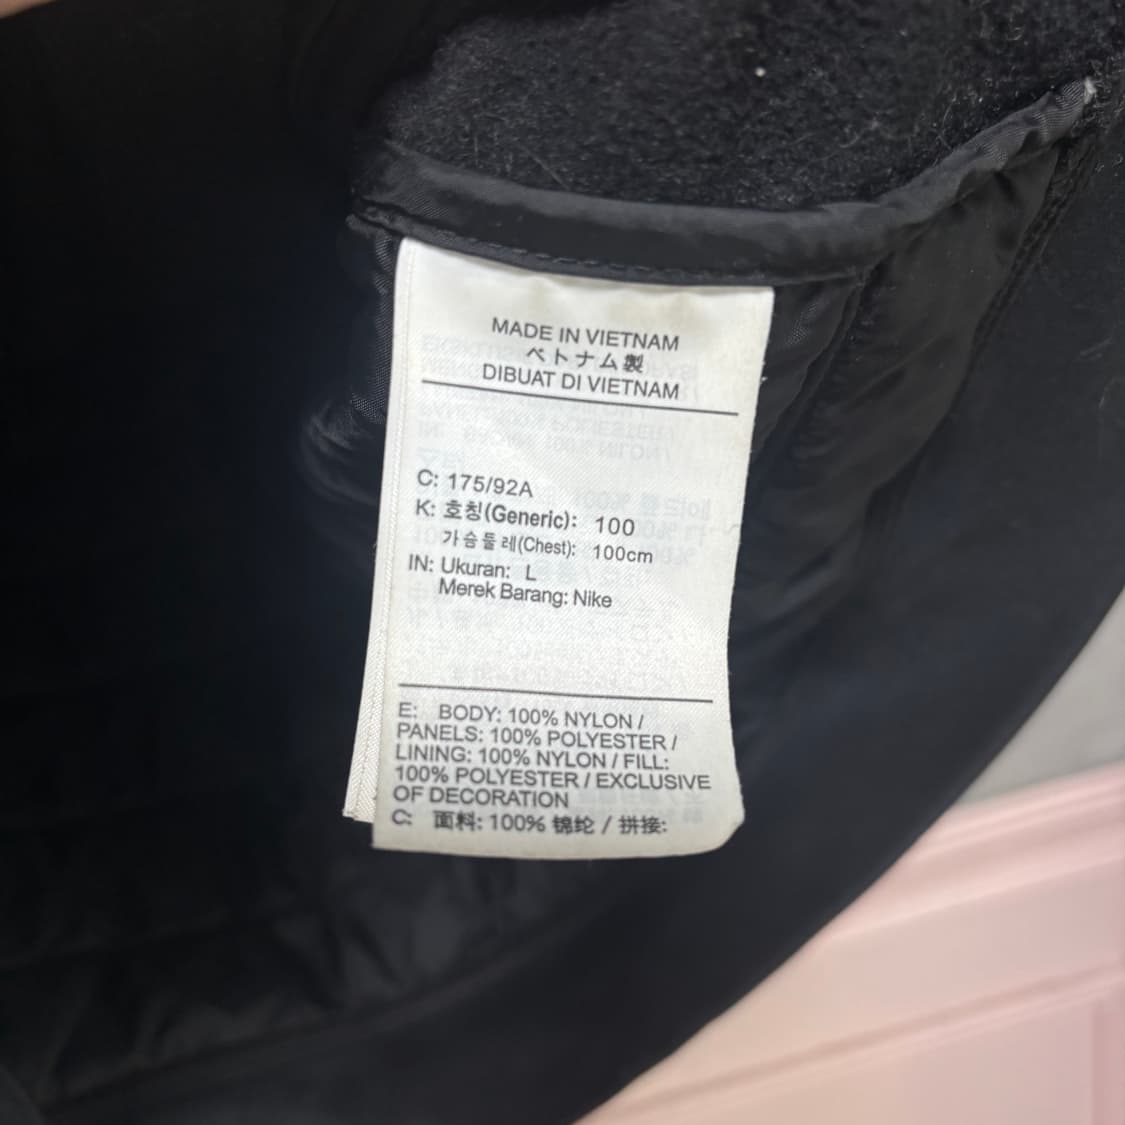 MADE IN VIETNAM
ベトナム製
DIBUAT DI VIETNAM
C: 175/92A
K: 호칭(Generic): 100
가슴둘레(Chest): 100cm
IN: Ukuran: L
Merek Barang: Nike
E: BODY: 100% NYLON /
PANELS: 100% POLYESTER /
LINING: 100% NYLON / FILL:
100% POLYESTER / EXCLUSIVE
OF DECORATION
C: 面料: 100% 锦纶 / 拼接: